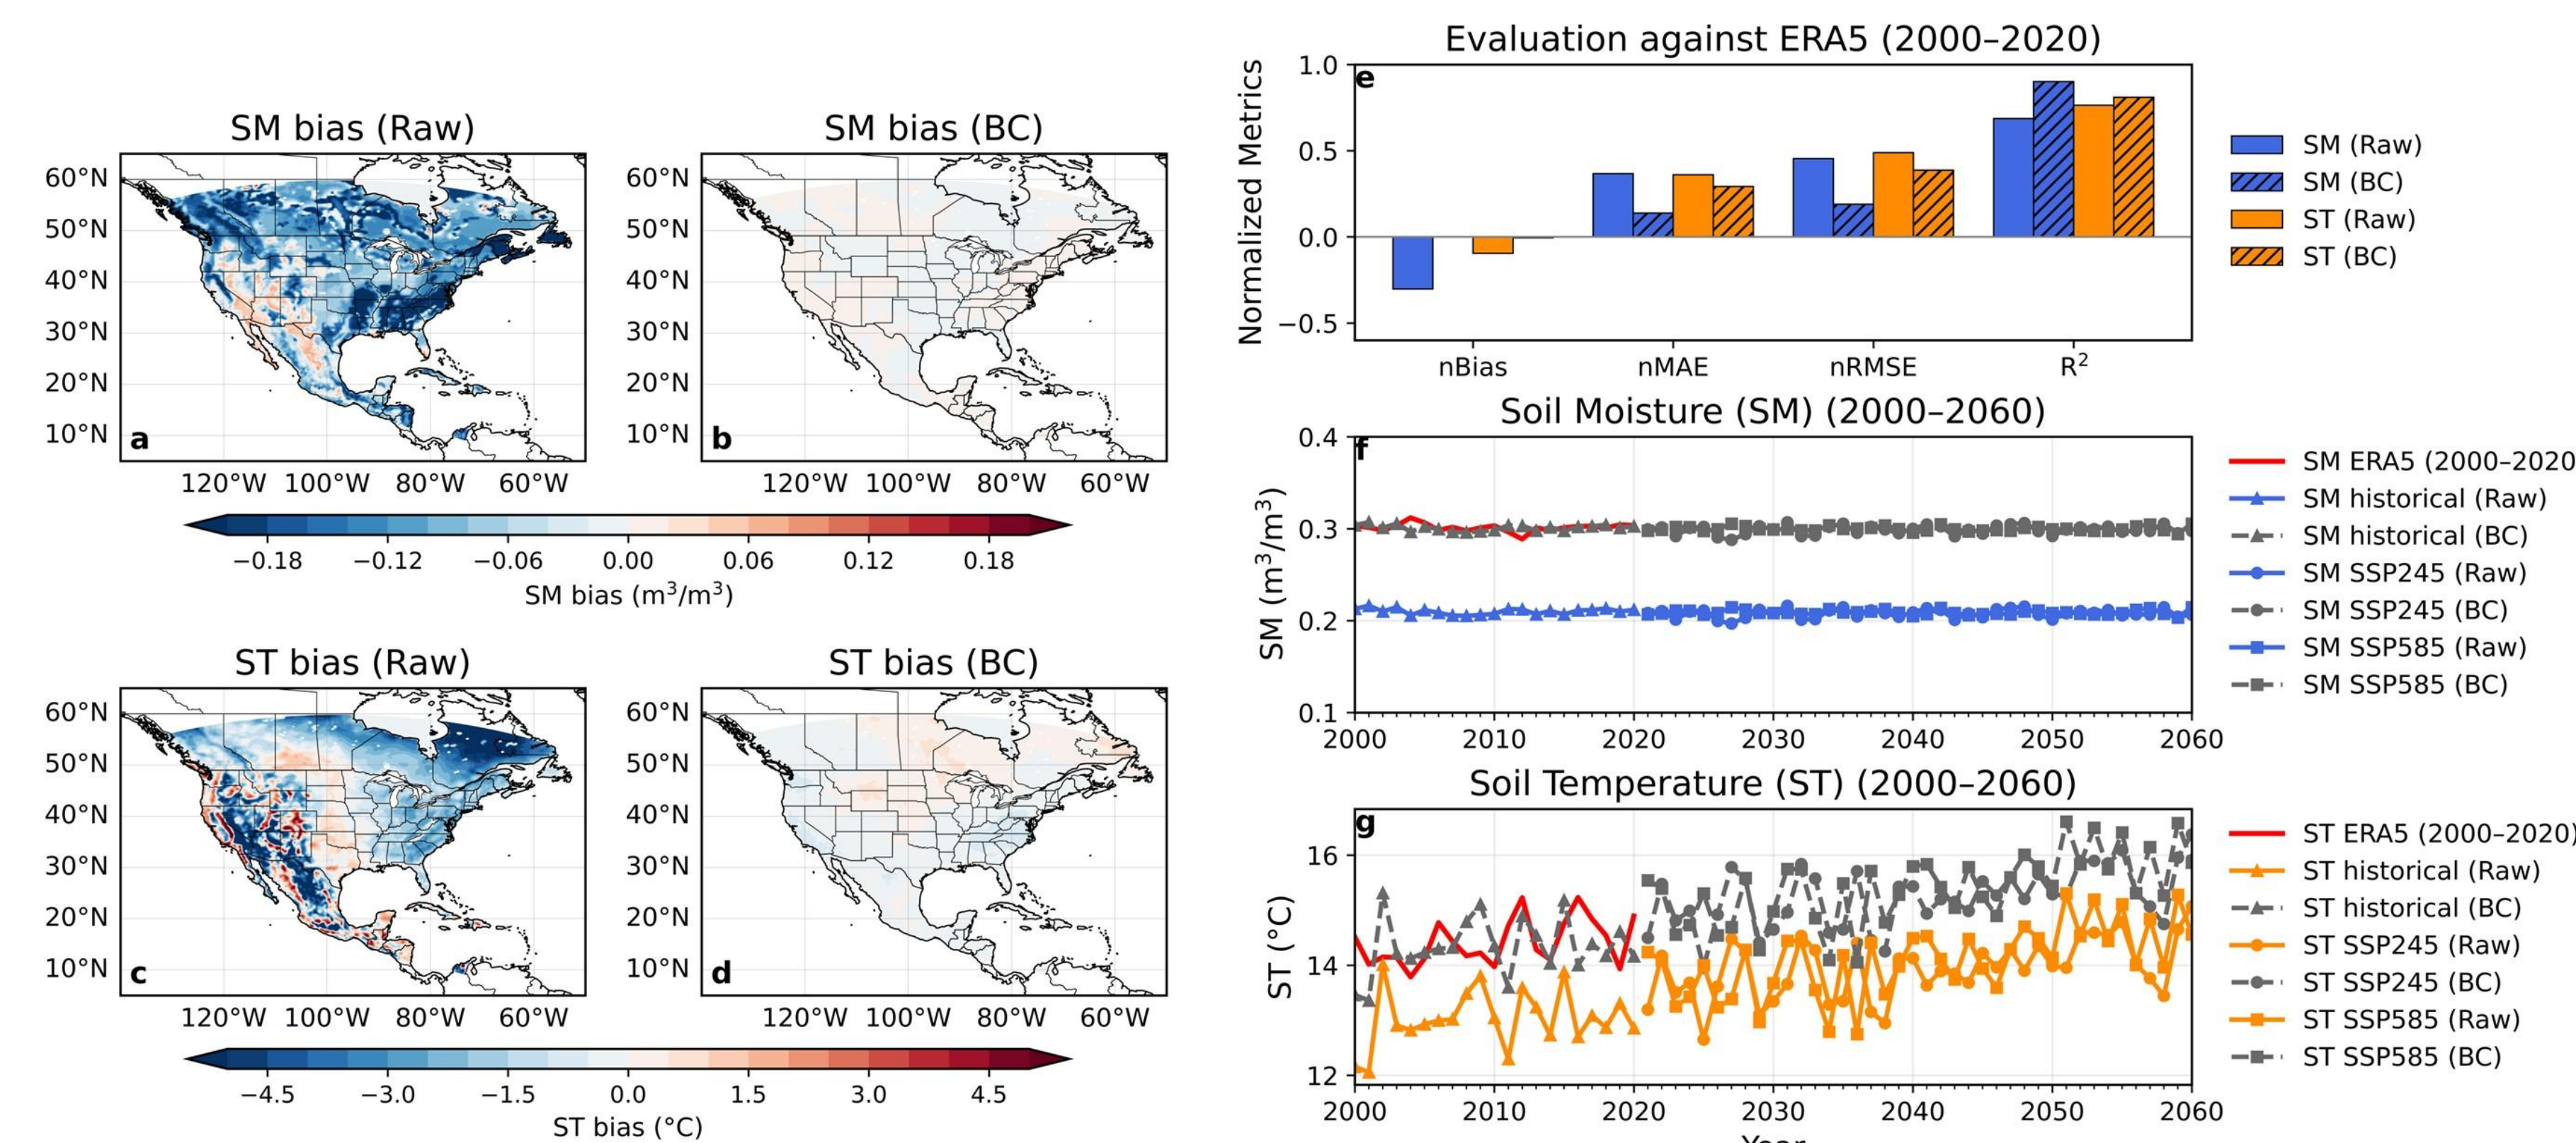 SM bias (Raw)
60°N
50°N
40°N
30°N
20°N
10°N
a
120°W 100°W 80°W 60°W
SM bias (BC)
60°N
50°N
40°N
30°N
20°N
10°N
b
120°W 100°W 80°W 60°W
−0.18 −0.12 −0.06 0.00 0.06 0.12 0.18
SM bias (m³/m³)
ST bias (Raw)
60°N
50°N
40°N
30°N
20°N
10°N
c
120°W 100°W 80°W 60°W
ST bias (BC)
60°N
50°N
40°N
30°N
20°N
10°N
d
120°W 100°W 80°W 60°W
−4.5 −3.0 −1.5 0.0 1.5 3.0 4.5
ST bias (°C)
Evaluation against ERA5 (2000–2020)
e
Normalized Metrics
1.0
0.5
0.0
−0.5
nBias nMAE nRMSE R²
SM (Raw)
SM (BC)
ST (Raw)
ST (BC)
Soil Moisture (SM) (2000–2060)
f
SM (m³/m³)
0.4
0.3
0.2
0.1
2000 2010 2020 2030 2040 2050 2060
SM ERA5 (2000–2020
SM historical (Raw)
SM historical (BC)
SM SSP245 (Raw)
SM SSP245 (BC)
SM SSP585 (Raw)
SM SSP585 (BC)
Soil Temperature (ST) (2000–2060)
g
ST (°C)
16
14
12
2000 2010 2020 2030 2040 2050 2060
ST ERA5 (2000–2020)
ST historical (Raw)
ST historical (BC)
ST SSP245 (Raw)
ST SSP245 (BC)
ST SSP585 (Raw)
ST SSP585 (BC)